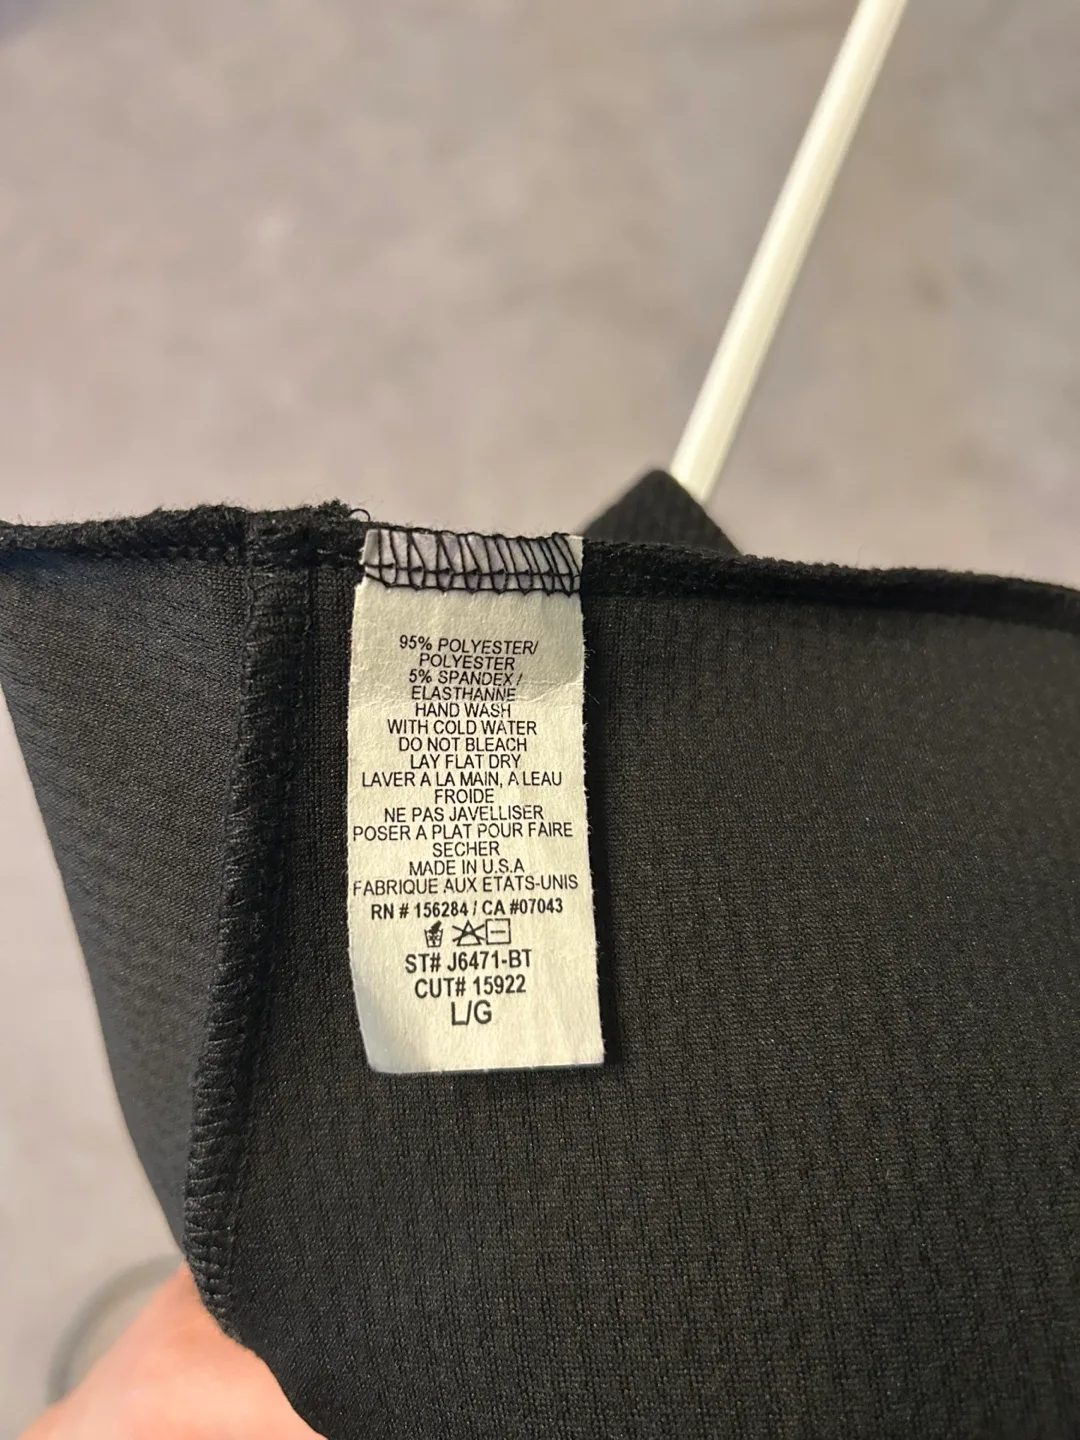 95% POLYESTER/
POLYESTER
5% SPANDEX /
ELASTHANNE
HAND WASH
WITH COLD WATER
DO NOT BLEACH
LAY FLAT DRY
LAVER A LA MAIN, A LEAU
FROIDE
NE PAS JAVELLISER
POSER A PLAT POUR FAIRE
SECHER
MADE IN U.S.A
FABRIQUE AUX ETATS-UNIS
RN # 156284 / CA #07043
ST# J6471-BT
CUT# 15922
L/G